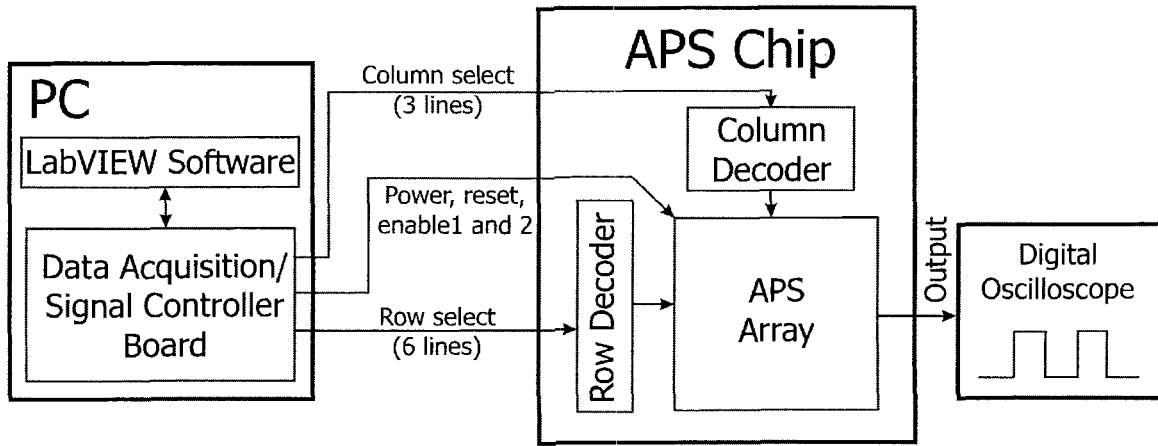 PC
LabVIEW Software
Data Acquisition/
Signal Controller
Board
Column select
(3 lines)
Power, reset,
enable1 and 2
Row select
(6 lines)
APS Chip
Column
Decoder
Row Decoder
APS
Array
Output
Digital
Oscilloscope